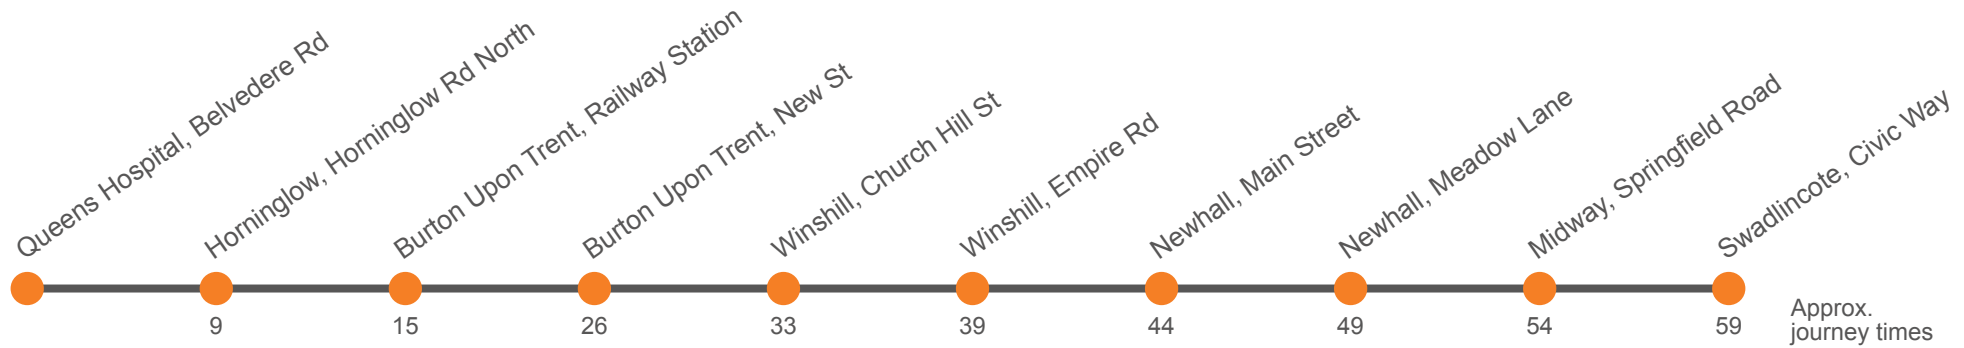 Queens Hospital, Belvedere Rd
Horninglow, Horninglow Rd North
Burton Upon Trent, Railway Station
Burton Upon Trent, New St
Winshill, Church Hill St
Winshill, Empire Rd
Newhall, Main Street
Newhall, Meadow Lane
Midway, Springfield Road
Swadlincote, Civic Way
9 15 26 33 39 44 49 54 59
Approx.
journey times